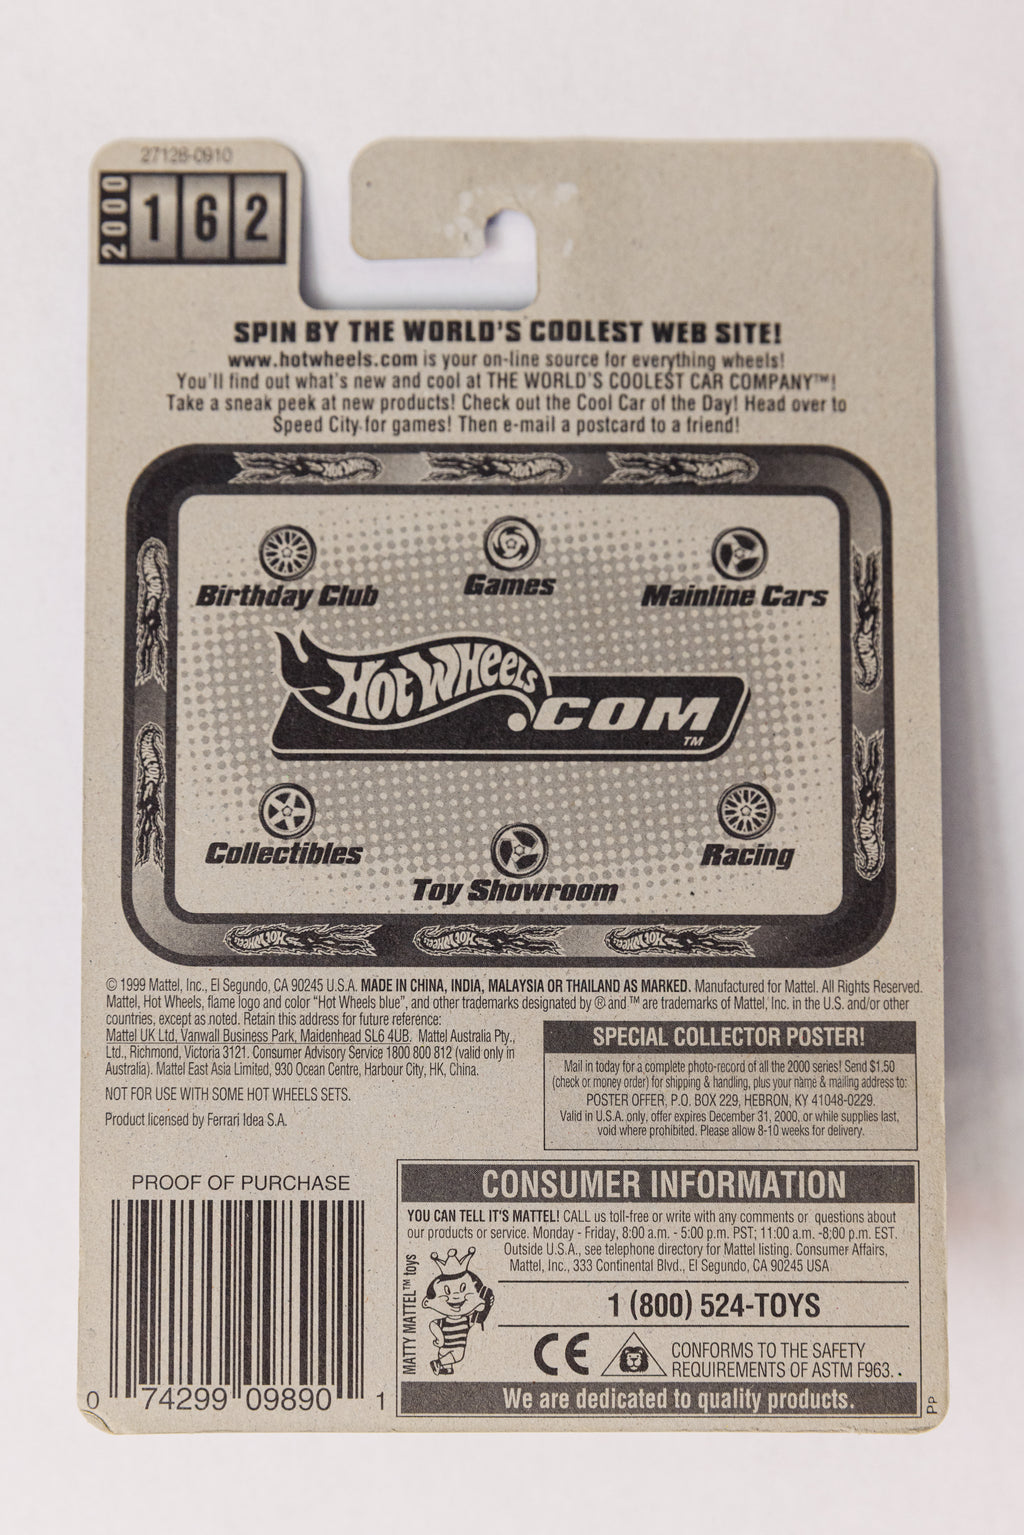 27128-0910
2000 162
SPIN BY THE WORLD'S COOLEST WEB SITE!
www.hotwheels.com is your on-line source for everything wheels!
You'll find out what's new and cool at THE WORLD'S COOLEST CAR COMPANY™!
Take a sneak peek at new products! Check out the Cool Car of the Day! Head over to
Speed City for games! Then e-mail a postcard to a friend!
Birthday Club
Games
Mainline Cars
HOT WHEELS.COM
TM
Collectibles
Toy Showroom
Racing
© 1999 Mattel, Inc., El Segundo, CA 90245 U.S.A. MADE IN CHINA, INDIA, MALAYSIA OR THAILAND AS MARKED. Manufactured for Mattel. All Rights Reserved.
Mattel, Hot Wheels, flame logo and color “Hot Wheels blue”, and other trademarks designated by ® and ™ are trademarks of Mattel, Inc. in the U.S. and/or other
countries, except as noted. Retain this address for future reference:
Mattel UK Ltd, Vanwall Business Park, Maidenhead SL6 4UB. Mattel Australia Pty.,
Ltd., Richmond, Victoria 3121. Consumer Advisory Service 1800 800 812 (valid only in
Australia). Mattel East Asia Limited, 930 Ocean Centre, Harbour City, HK, China.
NOT FOR USE WITH SOME HOT WHEELS SETS.
Product licensed by Ferrari Idea S.A.
SPECIAL COLLECTOR POSTER!
Mail in today for a complete photo-record of all the 2000 series! Send $1.50
(check or money order) for shipping & handling, plus your name & mailing address to:
POSTER OFFER, P.O. BOX 229, HEBRON, KY 41048-0229.
Valid in U.S.A. only, offer expires December 31, 2000, or while supplies last,
void where prohibited. Please allow 8-10 weeks for delivery.
PROOF OF PURCHASE
0 74299 09890 1
CONSUMER INFORMATION
YOU CAN TELL IT'S MATTEL! CALL us toll-free or write with any comments or questions about
our products or service. Monday - Friday, 8:00 a.m. - 5:00 p.m. PST; 11:00 a.m. -8:00 p.m. EST.
Outside U.S.A., see telephone directory for Mattel listing. Consumer Affairs,
Mattel, Inc., 333 Continental Blvd., El Segundo, CA 90245 USA
MATTY MATTEL™ toys
1 (800) 524-TOYS
CE
CONFORMS TO THE SAFETY
REQUIREMENTS OF ASTM F963.
We are dedicated to quality products.
PP